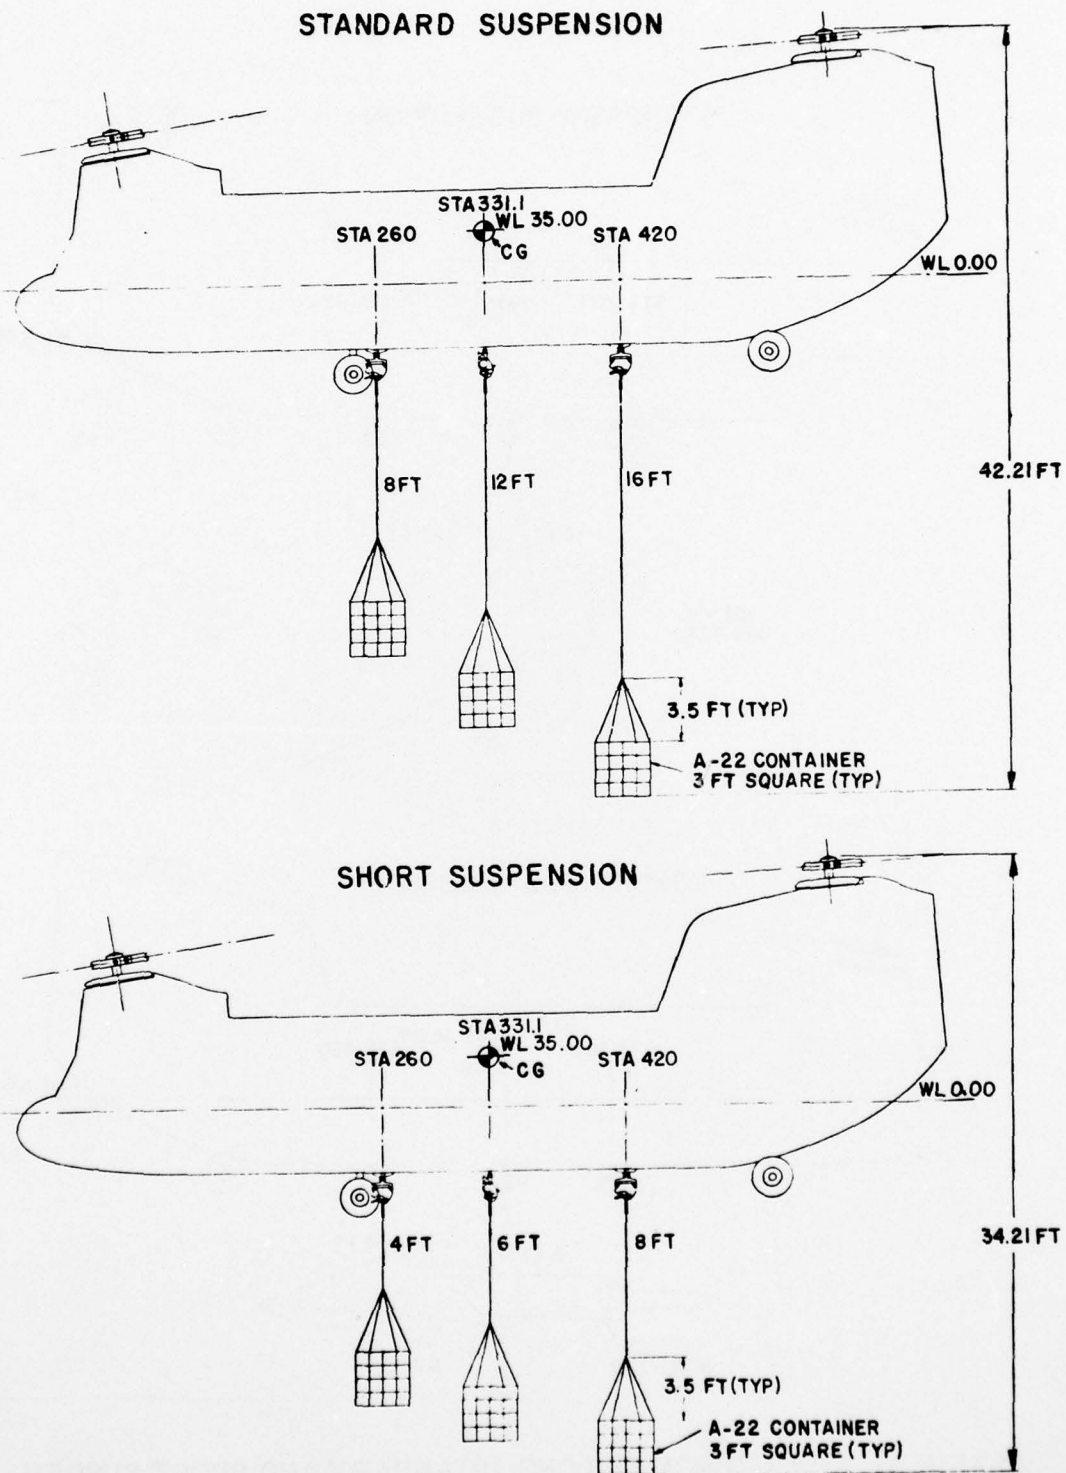 STANDARD SUSPENSION
STA 331.1
WL 35.00
STA 260
CG
STA 420
WL 0.00
8 FT
12 FT
16 FT
42.21 FT
3.5 FT (TYP)
A-22 CONTAINER
3 FT SQUARE (TYP)
SHORT SUSPENSION
STA 331.1
WL 35.00
STA 260
CG
STA 420
WL 0.00
4 FT
6 FT
8 FT
34.21 FT
3.5 FT (TYP)
A-22 CONTAINER
3 FT SQUARE (TYP)